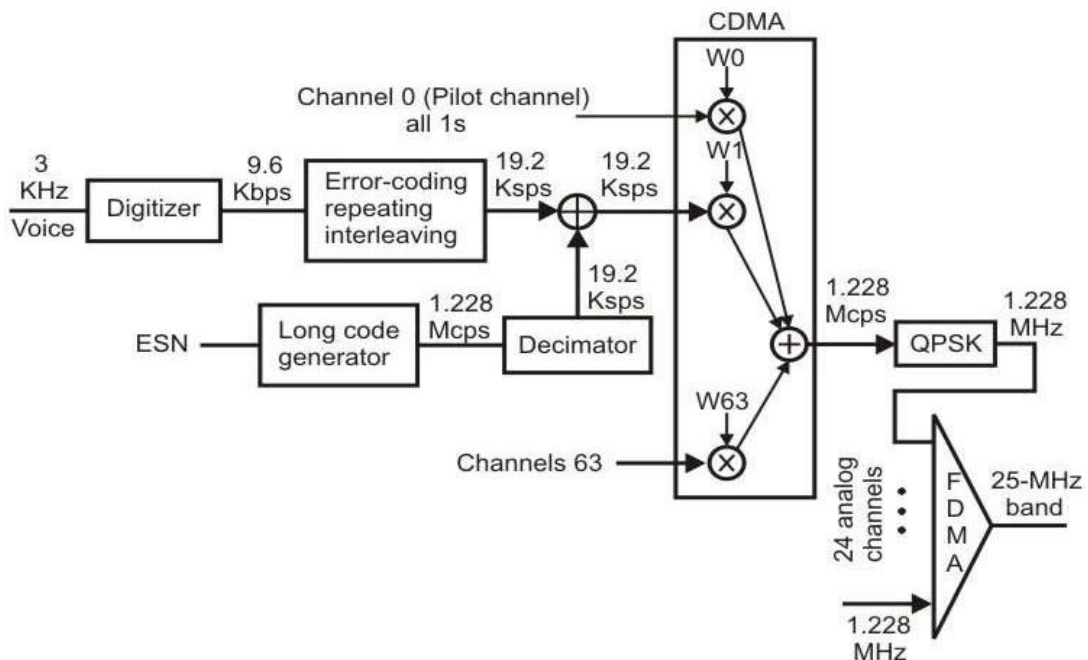 CDMA
W0
Channel 0 (Pilot channel)
all 1s
W1
3
KHz
Voice
Digitizer
9.6
Kbps
Error-coding
repeating
interleaving
19.2
Ksps
19.2
Ksps
19.2
Ksps
ESN
Long code
generator
1.228
Mcps
Decimator
1.228
Mcps
QPSK
1.228
MHz
W63
Channels 63
24 analog
channels
F
D
M
A
25-MHz
band
1.228
MHz